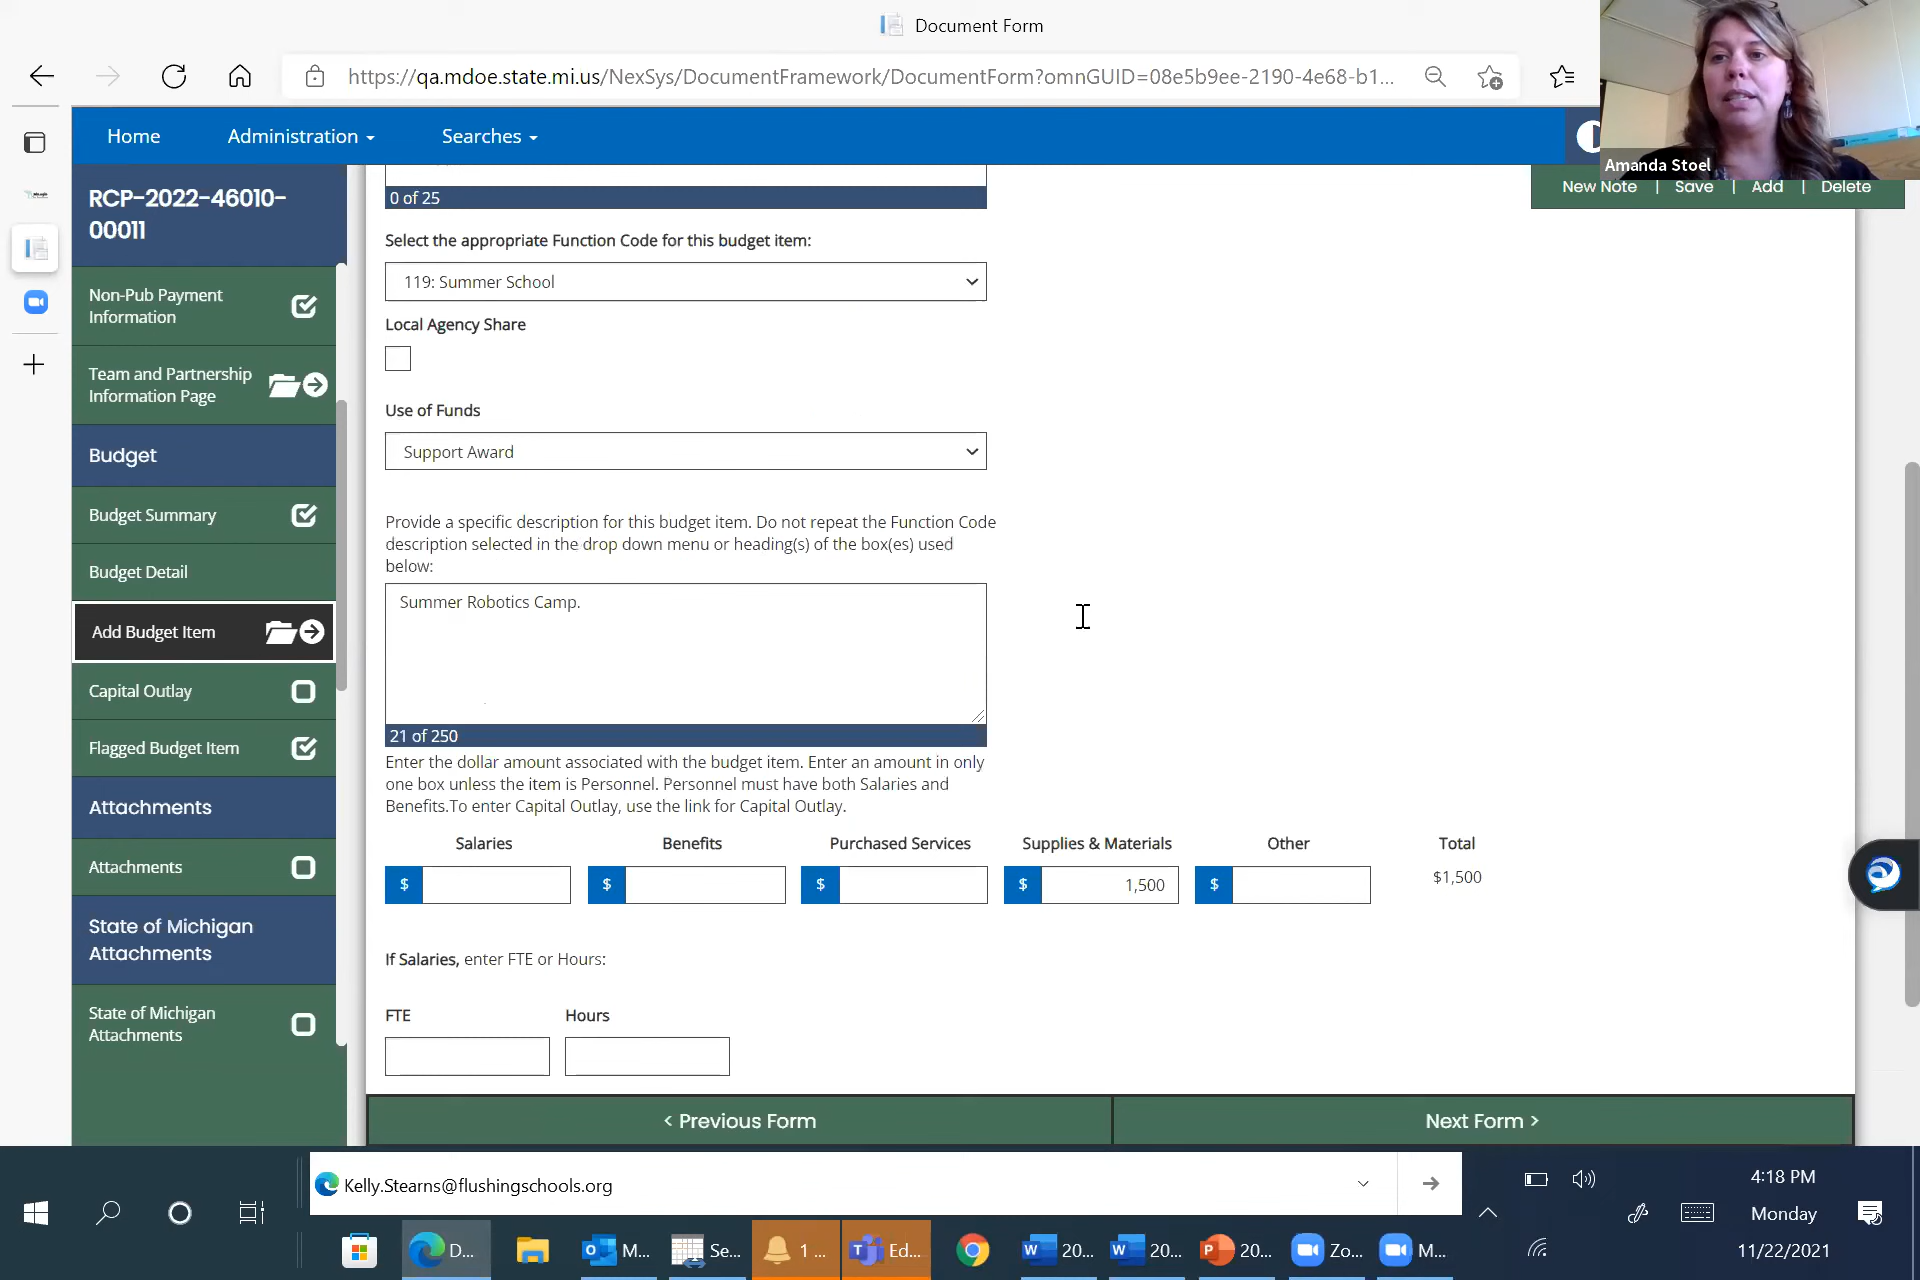 Document Form
https://qa.mdoe.state.mi.us/NexSys/DocumentFramework/DocumentForm?omnGUID=08e5b9ee-2190-4e68-b1...
Amanda Stoel
Home
Administration
Searches
New Note | Save | Add | Delete
RCP-2022-46010-
00011
Non-Pub Payment
Information
Team and Partnership
Information Page
Budget
Budget Summary
Budget Detail
Add Budget Item
Capital Outlay
Flagged Budget Item
Attachments
Attachments
State of Michigan
Attachments
State of Michigan
Attachments
0 of 25
Select the appropriate Function Code for this budget item:
119: Summer School
Local Agency Share
Use of Funds
Support Award
Provide a specific description for this budget item. Do not repeat the Function Code
description selected in the drop down menu or heading(s) of the box(es) used
below:
Summer Robotics Camp.
21 of 250
Enter the dollar amount associated with the budget item. Enter an amount in only
one box unless the item is Personnel. Personnel must have both Salaries and
Benefits.To enter Capital Outlay, use the link for Capital Outlay.
Salaries Benefits Purchased Services Supplies & Materials Other Total
$ $ $ $ 1,500 $ $1,500
If Salaries, enter FTE or Hours:
FTE Hours
< Previous Form
Next Form >
Kelly.Stearns@flushingschools.org
D...
M...
Se...
1 ...
Ed...
20...
20...
20...
Zo...
M...
4:18 PM
Monday
11/22/2021